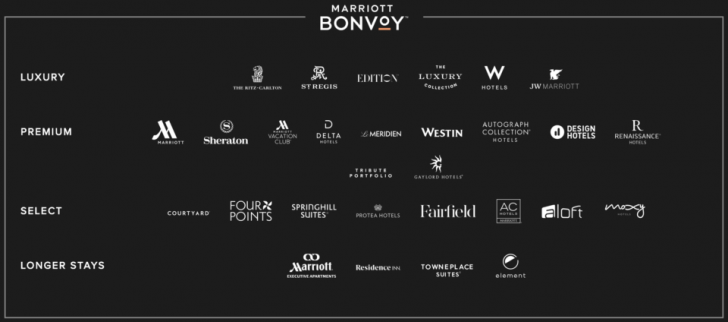 MARRIOTT
BONVOY™
LUXURY
THE RITZ-CARLTON
ST REGIS
EDITION
THE
LUXURY
COLLECTION
W
HOTELS
JW MARRIOTT
PREMIUM
MARRIOTT
Sheraton
MARRIOTT
VACATION
CLUB
DELTA
HOTELS
Le MERIDIEN
WESTIN
AUTOGRAPH
COLLECTION®
HOTELS
DESIGN
HOTELS
R
RENAISSANCE®
HOTELS
TRIBUTE
PORTFOLIO
GAYLORD HOTELS®
SELECT
COURTYARD
FOUR
POINTS
SPRINGHILL
SUITES®
PROTEA HOTELS
Fairfield
AC
HOTELS
MARRIOTT
aloft
moxy
HOTELS
LONGER STAYS
Marriott
EXECUTIVE APARTMENTS
Residence INN
TOWNEPLACE
SUITES®
element